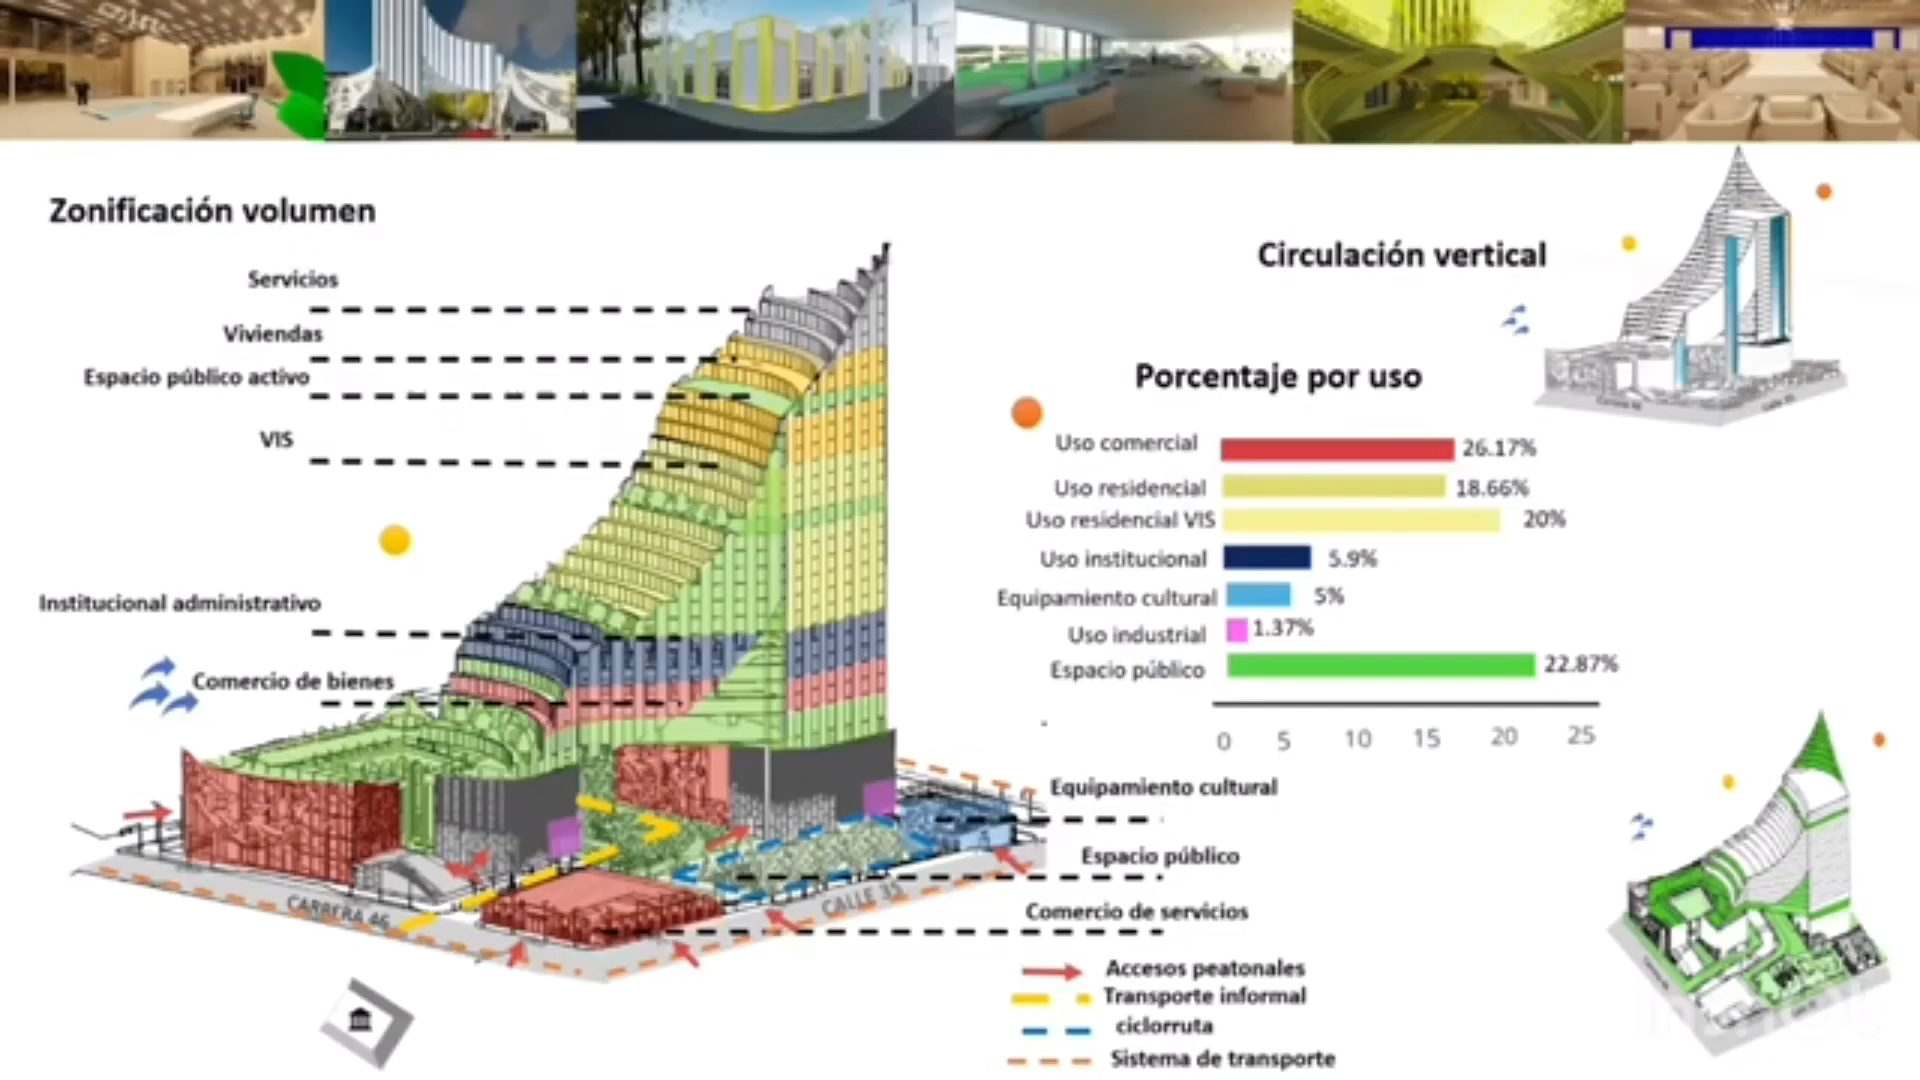 Zonificación volumen
Servicios
Viviendas
Espacio público activo
VIS
Institucional administrativo
Comercio de bienes
CARRERA 46
CALLE 35
Circulación vertical
Porcentaje por uso
Uso comercial 26.17%
Uso residencial 18.66%
Uso residencial VIS 20%
Uso institucional 5.9%
Equipamiento cultural 5%
Uso industrial 1.37%
Espacio público 22.87%
0 5 10 15 20 25
Equipamiento cultural
Espacio público
Comercio de servicios
Accesos peatonales
Transporte informal
ciclorruta
Sistema de transporte